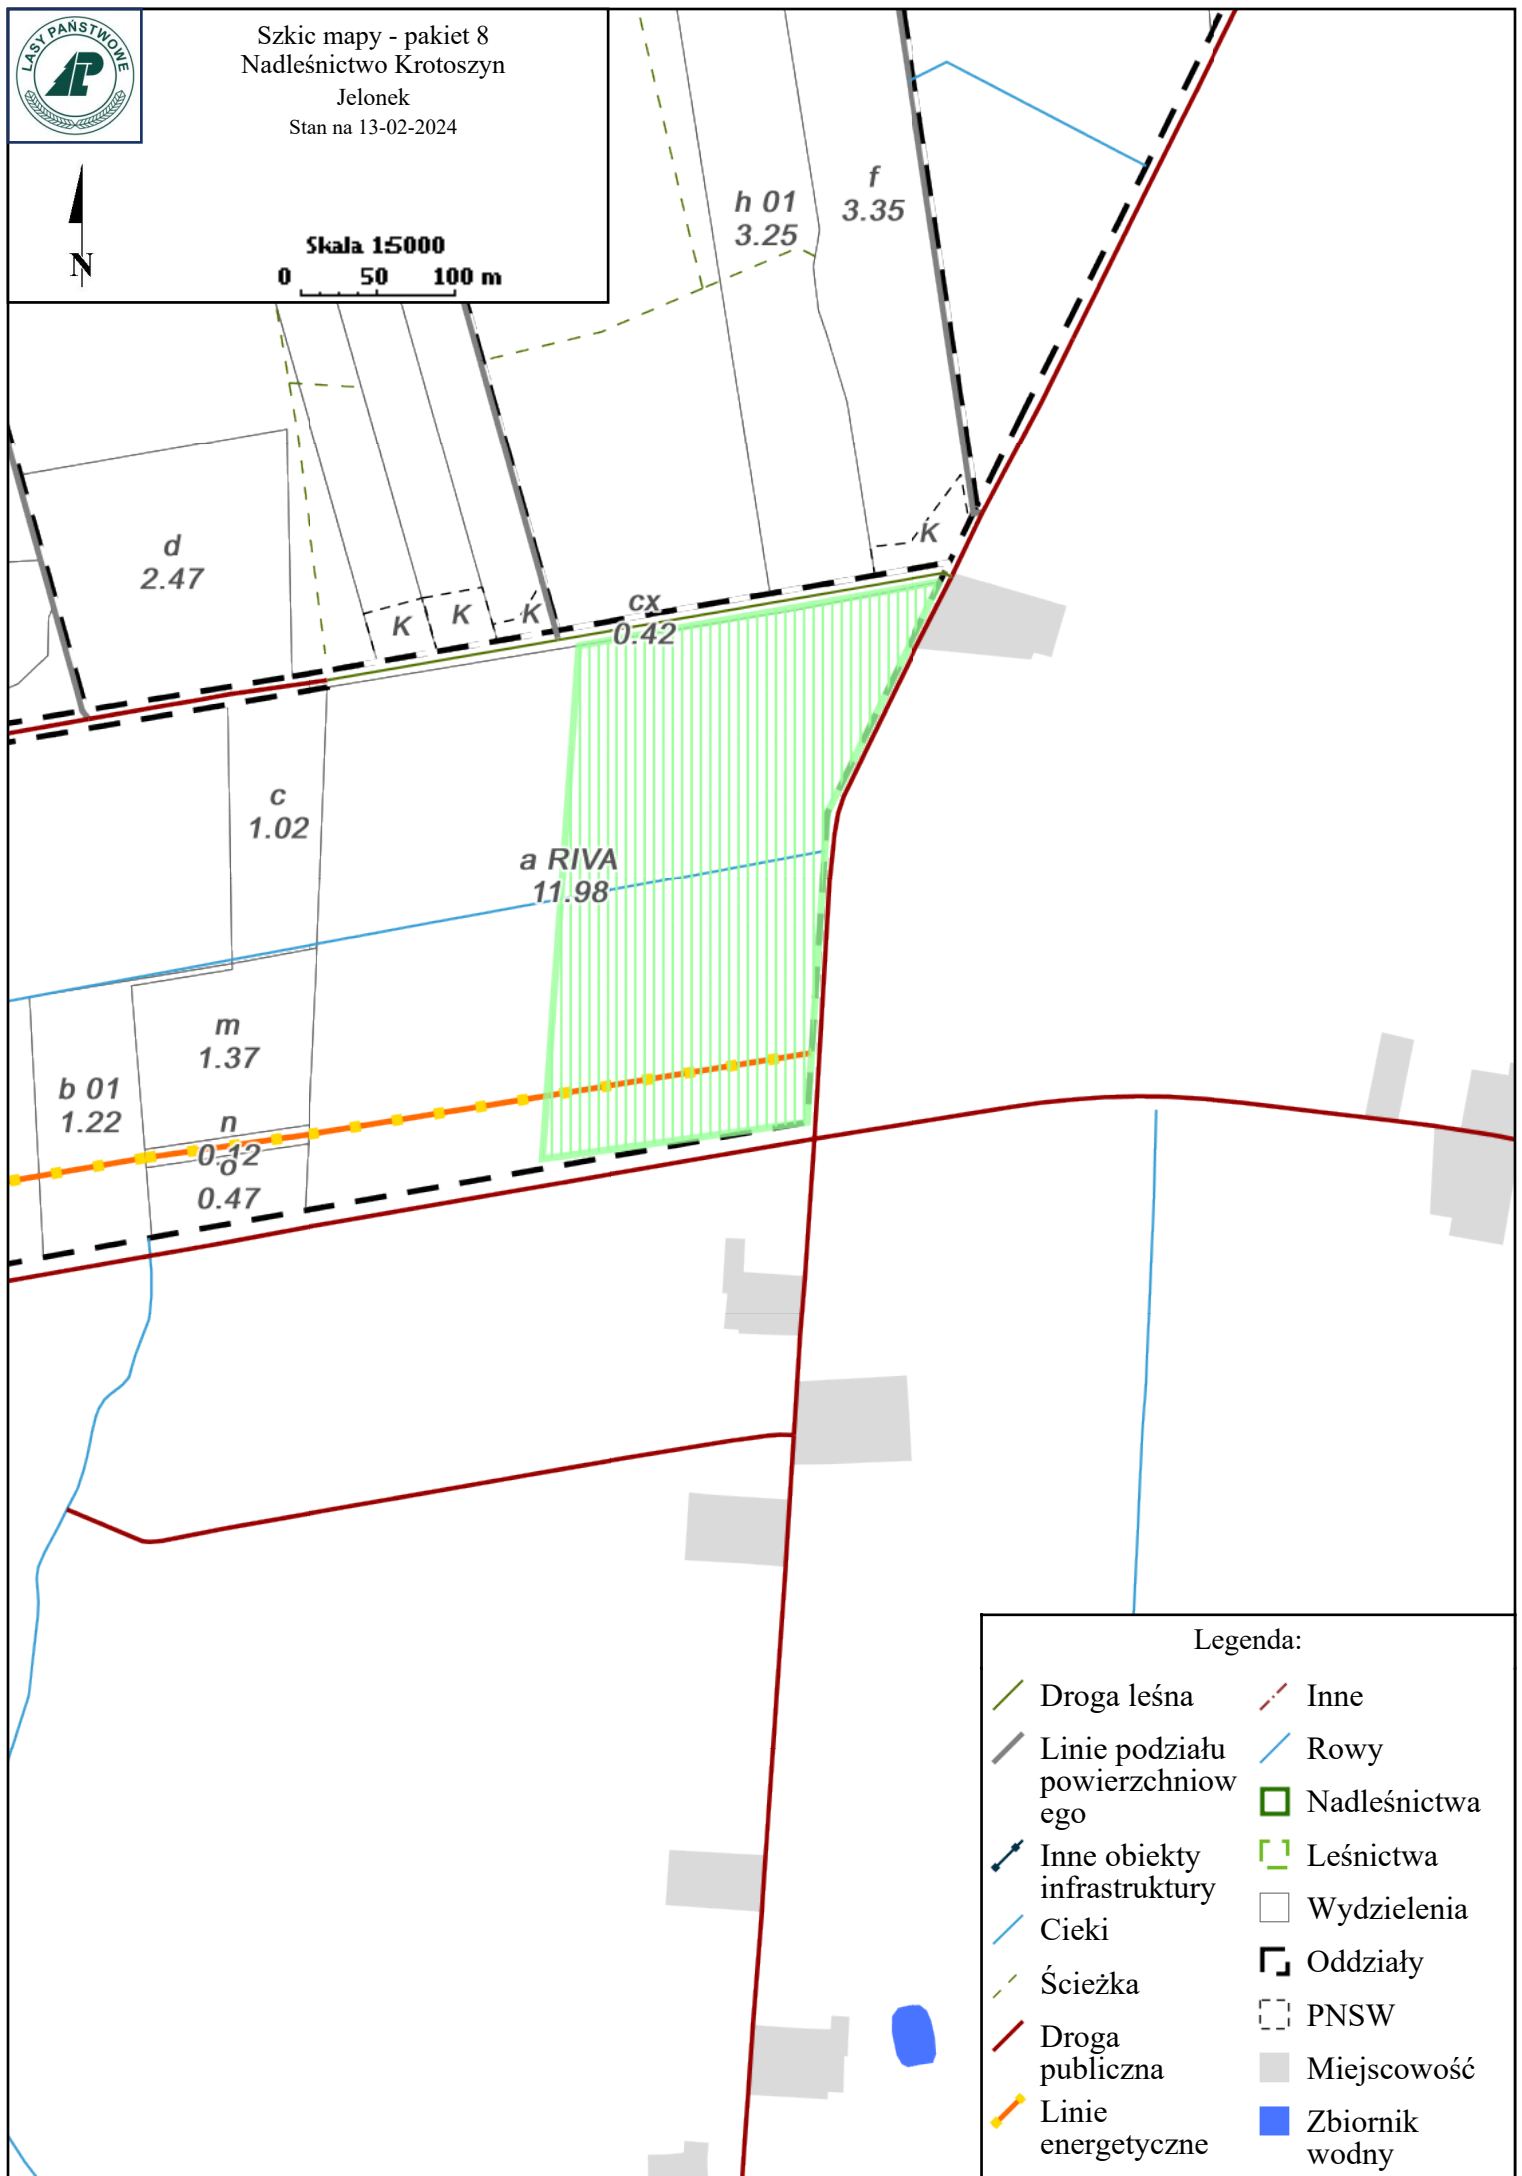 LASY PAŃSTWOWE
Szkic mapy - pakiet 8
Nadleśnictwo Krotoszyn
Jelonek
Stan na 13-02-2024
N
Skala 1:5000
0 50 100 m
h 01
3.25
f
3.35
d
2.47
K
K
K
K
cx
0.42
c
1.02
a RIVA
11.98
m
1.37
b 01
1.22
n
0.12
o
0.47
Legenda:
Droga leśna
Linie podziału
powierzchniow
ego
Inne obiekty
infrastruktury
Cieki
Ścieżka
Droga
publiczna
Linie
energetyczne
Inne
Rowy
Nadleśnictwa
Leśnictwa
Wydzielenia
Oddziały
PNSW
Miejscowość
Zbiornik
wodny